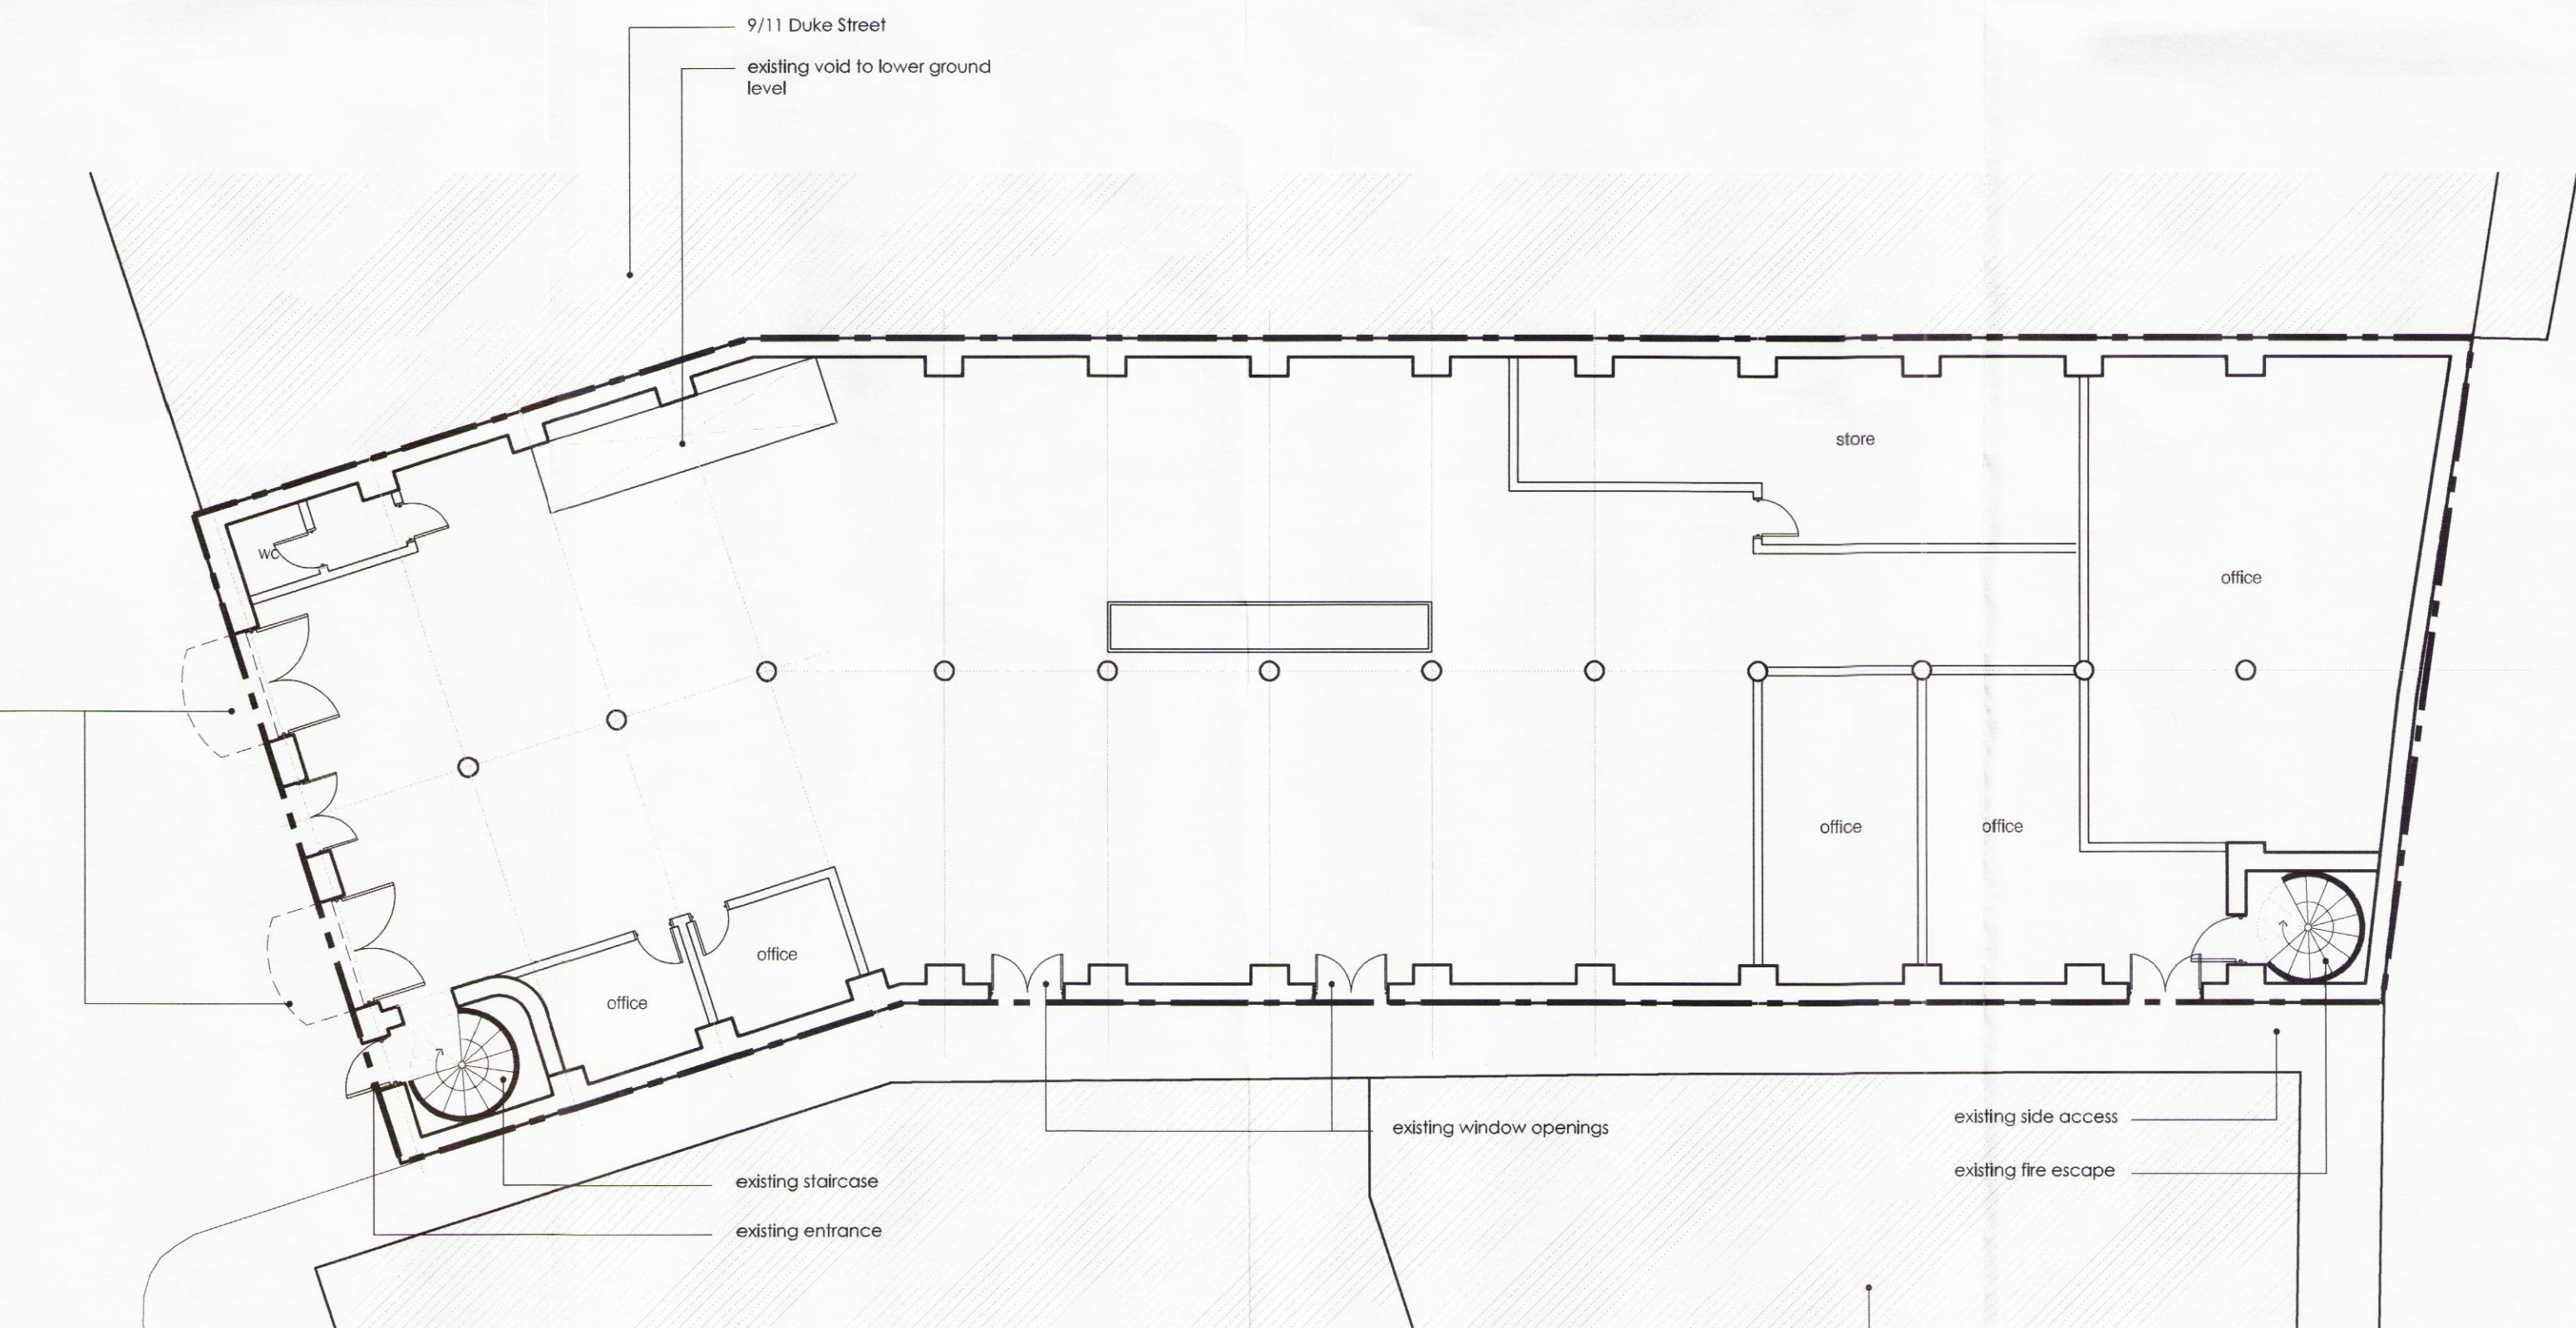 9/11 Duke Street
existing void to lower ground
level
store
wc
office
office
office
office
office
existing window openings
existing side access
existing fire escape
existing staircase
existing entrance